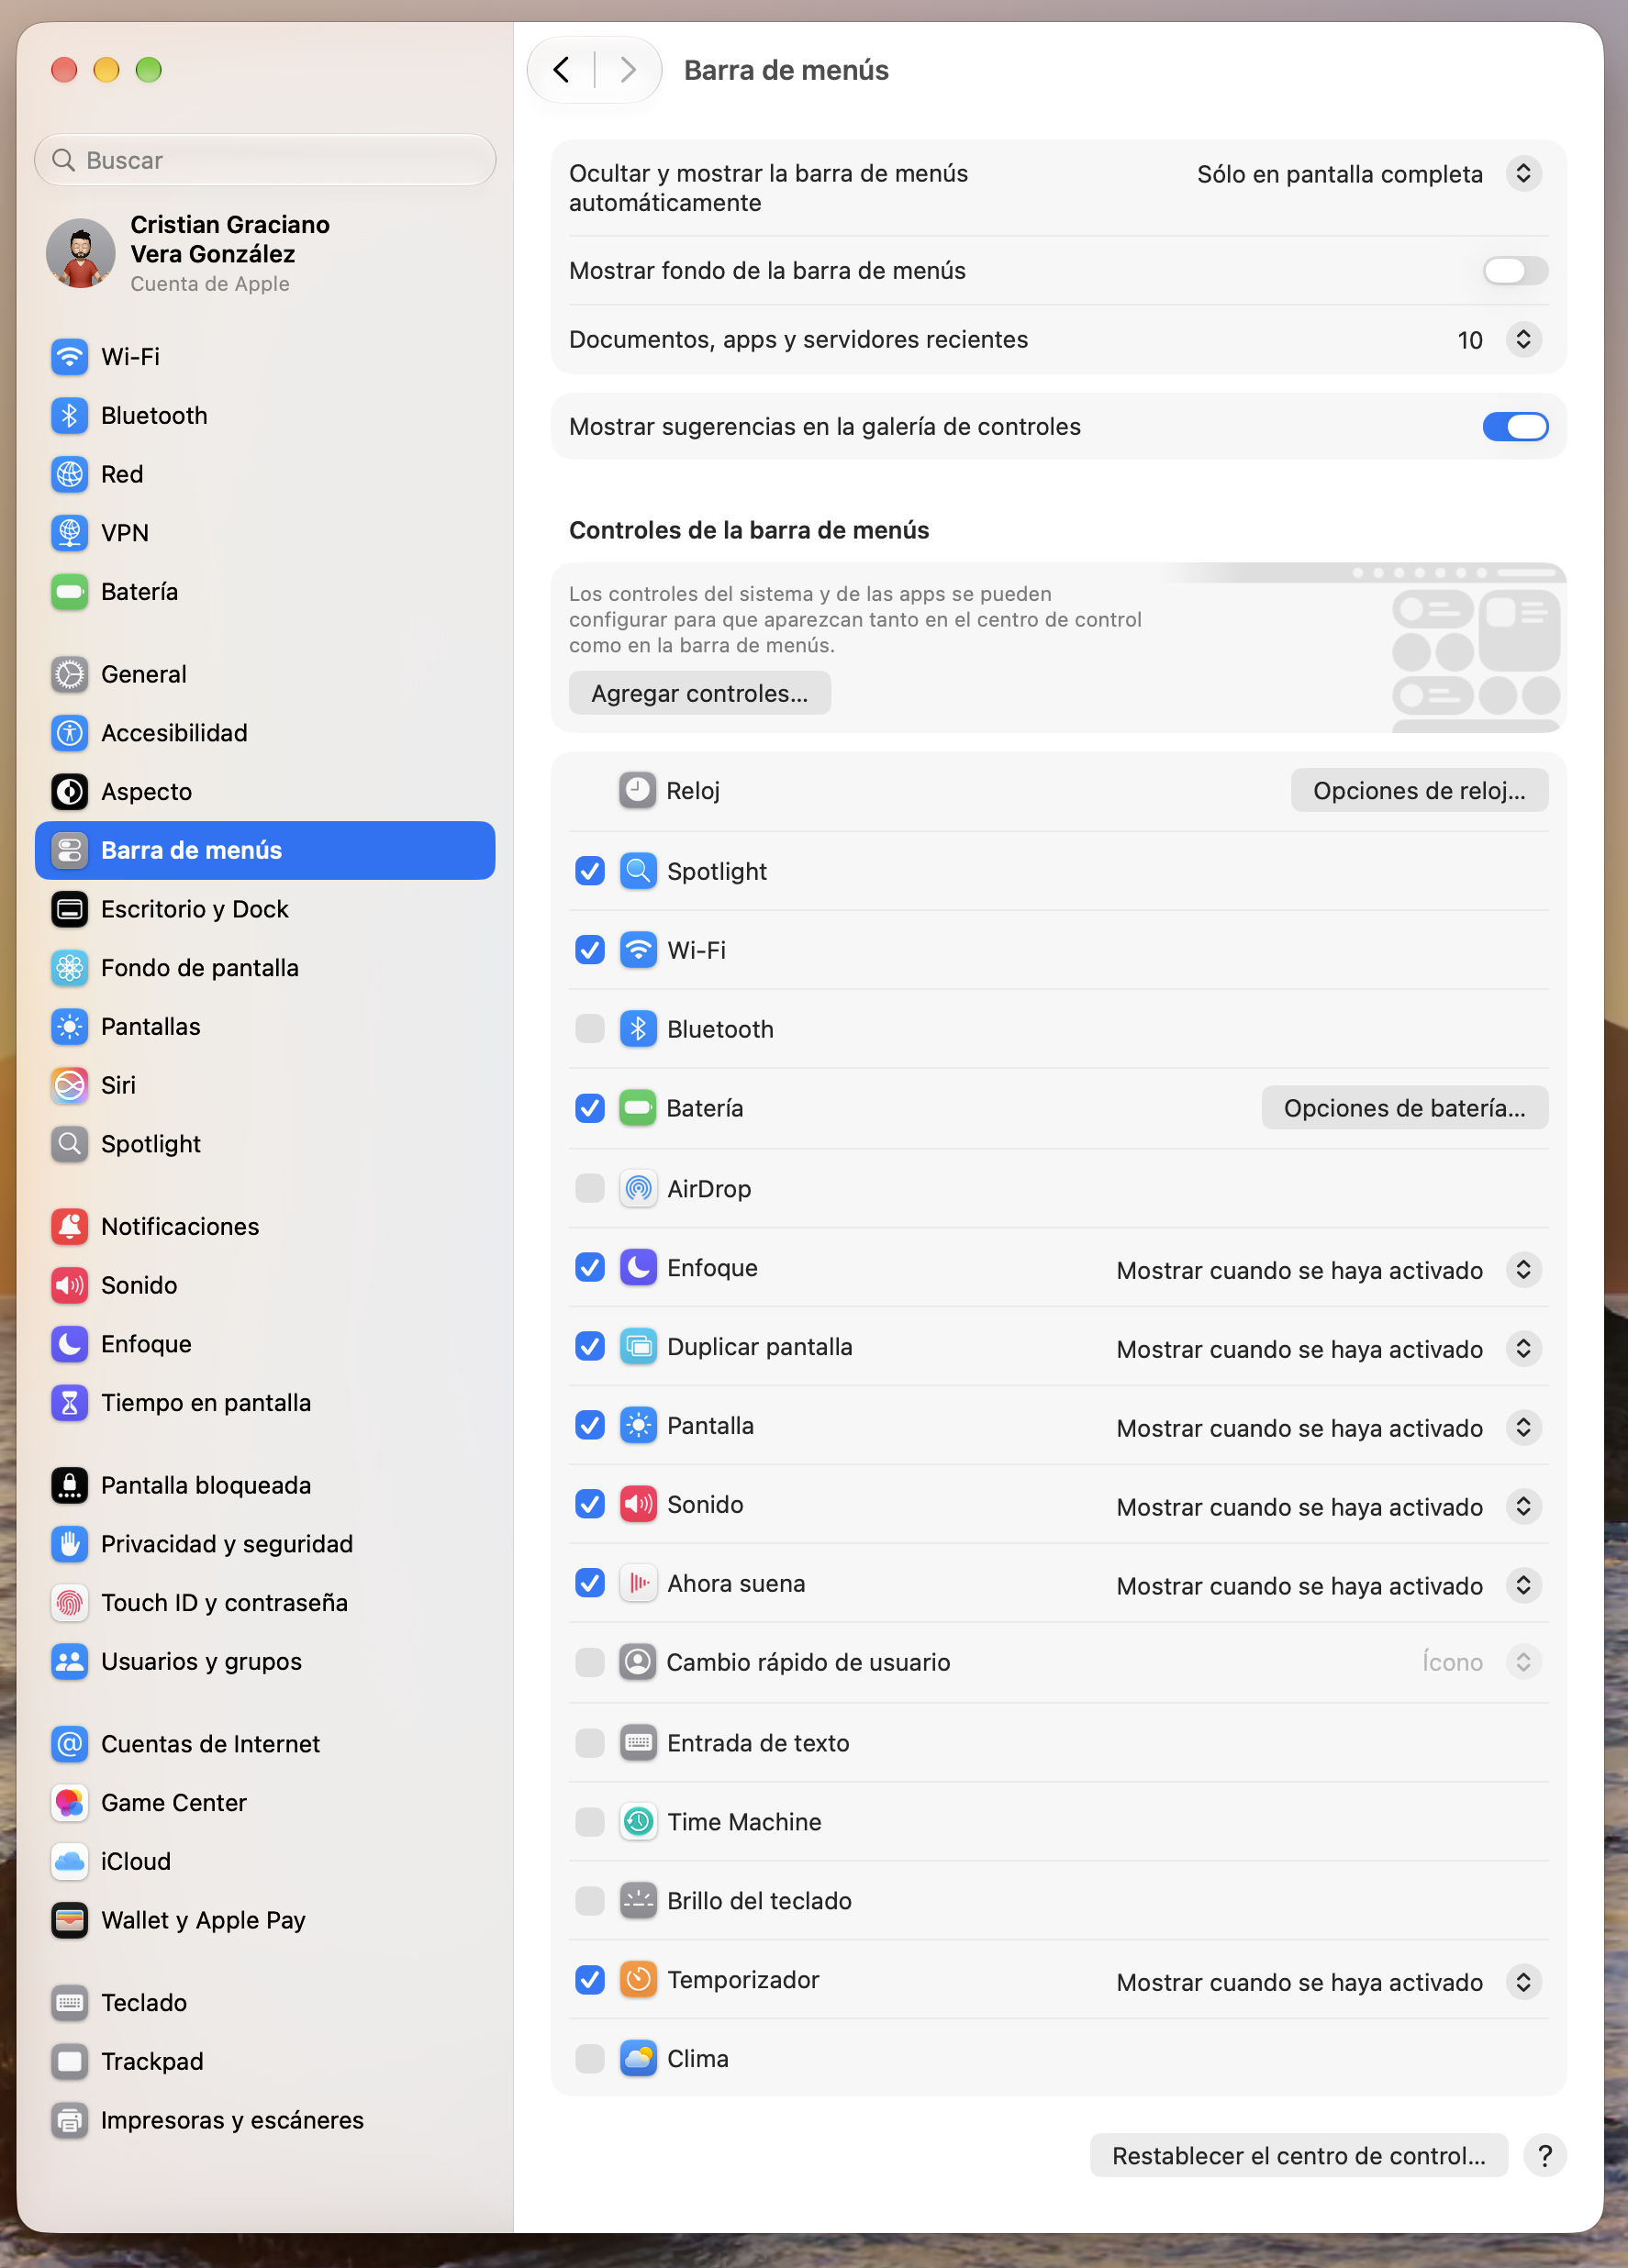 Buscar
Cristian Graciano
Vera González
Cuenta de Apple
Wi-Fi
Bluetooth
Red
VPN
Batería
General
Accesibilidad
Aspecto
Barra de menús
Escritorio y Dock
Fondo de pantalla
Pantallas
Siri
Spotlight
Notificaciones
Sonido
Enfoque
Tiempo en pantalla
Pantalla bloqueada
Privacidad y seguridad
Touch ID y contraseña
Usuarios y grupos
Cuentas de Internet
Game Center
iCloud
Wallet y Apple Pay
Teclado
Trackpad
Impresoras y escáneres
Barra de menús
Ocultar y mostrar la barra de menús
automáticamente
Sólo en pantalla completa
Mostrar fondo de la barra de menús
Documentos, apps y servidores recientes 10
Mostrar sugerencias en la galería de controles
Controles de la barra de menús
Los controles del sistema y de las apps se pueden
configurar para que aparezcan tanto en el centro de control
como en la barra de menús.
Agregar controles...
Reloj Opciones de reloj...
Spotlight
Wi-Fi
Bluetooth
Batería Opciones de batería...
AirDrop
Enfoque Mostrar cuando se haya activado
Duplicar pantalla Mostrar cuando se haya activado
Pantalla Mostrar cuando se haya activado
Sonido Mostrar cuando se haya activado
Ahora suena Mostrar cuando se haya activado
Cambio rápido de usuario Ícono
Entrada de texto
Time Machine
Brillo del teclado
Temporizador Mostrar cuando se haya activado
Clima
Restablecer el centro de control... ?